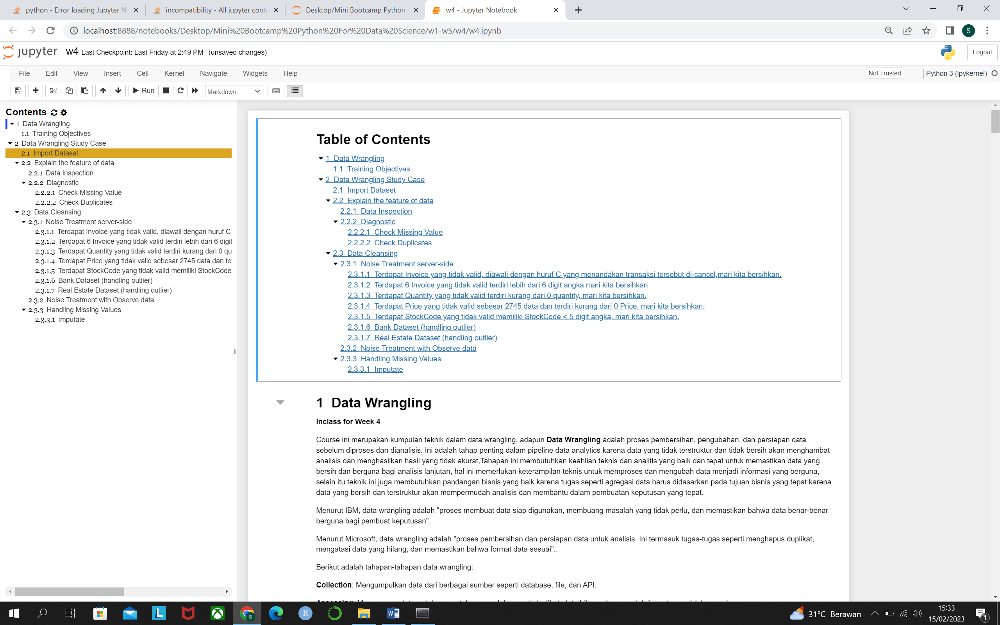 python - Error loading Jupyter No
incompatibility - All jupyter contr
Desktop/Mini Bootcamp Python
w4 - Jupyter Notebook
localhost:8888/notebooks/Desktop/Mini%20Bootcamp%20Python%20For%20Data%20Science/w1-w5/w4/w4.ipynb
S
jupyter w4 Last Checkpoint: Last Friday at 2:49 PM (unsaved changes)
Logout
File Edit View Insert Cell Kernel Navigate Widgets Help
Not Trusted
Python 3 (ipykernel)
Run
Markdown
Contents
1 Data Wrangling
1.1 Training Objectives
2 Data Wrangling Study Case
2.1 Import Dataset
2.2 Explain the feature of data
2.2.1 Data Inspection
2.2.2 Diagnostic
2.2.2.1 Check Missing Value
2.2.2.2 Check Duplicates
2.3 Data Cleansing
2.3.1 Noise Treatment server-side
2.3.1.1 Terdapat Invoice yang tidak valid, diawali dengan huruf C
2.3.1.2 Terdapat 6 Invoice yang tidak valid terdiri lebih dari 6 digit
2.3.1.3 Terdapat Quantity yang tidak valid terdiri kurang dari 0 qu
2.3.1.4 Terdapat Price yang tidak valid sebesar 2745 data dan te
2.3.1.5 Terdapat StockCode yang tidak valid memiliki StockCode
2.3.1.6 Bank Dataset (handling outlier)
2.3.1.7 Real Estate Dataset (handling outlier)
2.3.2 Noise Treatment with Observe data
2.3.3 Handling Missing Values
2.3.3.1 Imputate
Table of Contents
1 Data Wrangling
1.1 Training Objectives
2 Data Wrangling Study Case
2.1 Import Dataset
2.2 Explain the feature of data
2.2.1 Data Inspection
2.2.2 Diagnostic
2.2.2.1 Check Missing Value
2.2.2.2 Check Duplicates
2.3 Data Cleansing
2.3.1 Noise Treatment server-side
2.3.1.1 Terdapat Invoice yang tidak valid, diawali dengan huruf C yang menandakan transaksi tersebut di-cancel,mari kita bersihkan.
2.3.1.2 Terdapat 6 Invoice yang tidak valid terdiri lebih dari 6 digit angka mari kita bersihkan
2.3.1.3 Terdapat Quantity yang tidak valid terdiri kurang dari 0 quantity, mari kita bersihkan.
2.3.1.4 Terdapat Price yang tidak valid sebesar 2745 data dan terdiri kurang dari 0 Price, mari kita bersihkan.
2.3.1.5 Terdapat StockCode yang tidak valid memiliki StockCode < 5 digit angka, mari kita bersihkan.
2.3.1.6 Bank Dataset (handling outlier)
2.3.1.7 Real Estate Dataset (handling outlier)
2.3.2 Noise Treatment with Observe data
2.3.3 Handling Missing Values
2.3.3.1 Imputate
1 Data Wrangling
Inclass for Week 4
Course ini merupakan kumpulan teknik dalam data wrangling, adapun Data Wrangling adalah proses pembersihan, pengubahan, dan persiapan data
sebelum diproses dan dianalisis. Ini adalah tahap penting dalam pipeline data analytics karena data yang tidak terstruktur dan tidak bersih akan menghambat
analisis dan menghasilkan hasil yang tidak akurat,Tahapan ini membutuhkan keahlian teknis dan analitis yang baik dan tepat untuk memastikan data yang
bersih dan berguna bagi analisis lanjutan, hal ini memerlukan keterampilan teknis untuk memproses dan mengubah data menjadi informasi yang berguna,
selain itu teknik ini juga membutuhkan pandangan bisnis yang baik karena tugas seperti agregasi data harus didasarkan pada tujuan bisnis yang tepat karena
data yang bersih dan terstruktur akan mempermudah analisis dan membantu dalam pembuatan keputusan yang tepat.
Menurut IBM, data wrangling adalah "proses membuat data siap digunakan, membuang masalah yang tidak perlu, dan memastikan bahwa data benar-benar
berguna bagi pembuat keputusan".
Menurut Microsoft, data wrangling adalah "proses pembersihan dan persiapan data untuk analisis. Ini termasuk tugas-tugas seperti menghapus duplikat,
mengatasi data yang hilang, dan memastikan bahwa format data sesuai"..
Berikut adalah tahapan-tahapan data wrangling:
Collection: Mengumpulkan data dari berbagai sumber seperti database, file, dan API.
31°C Berawan
15:33
15/02/2023
1